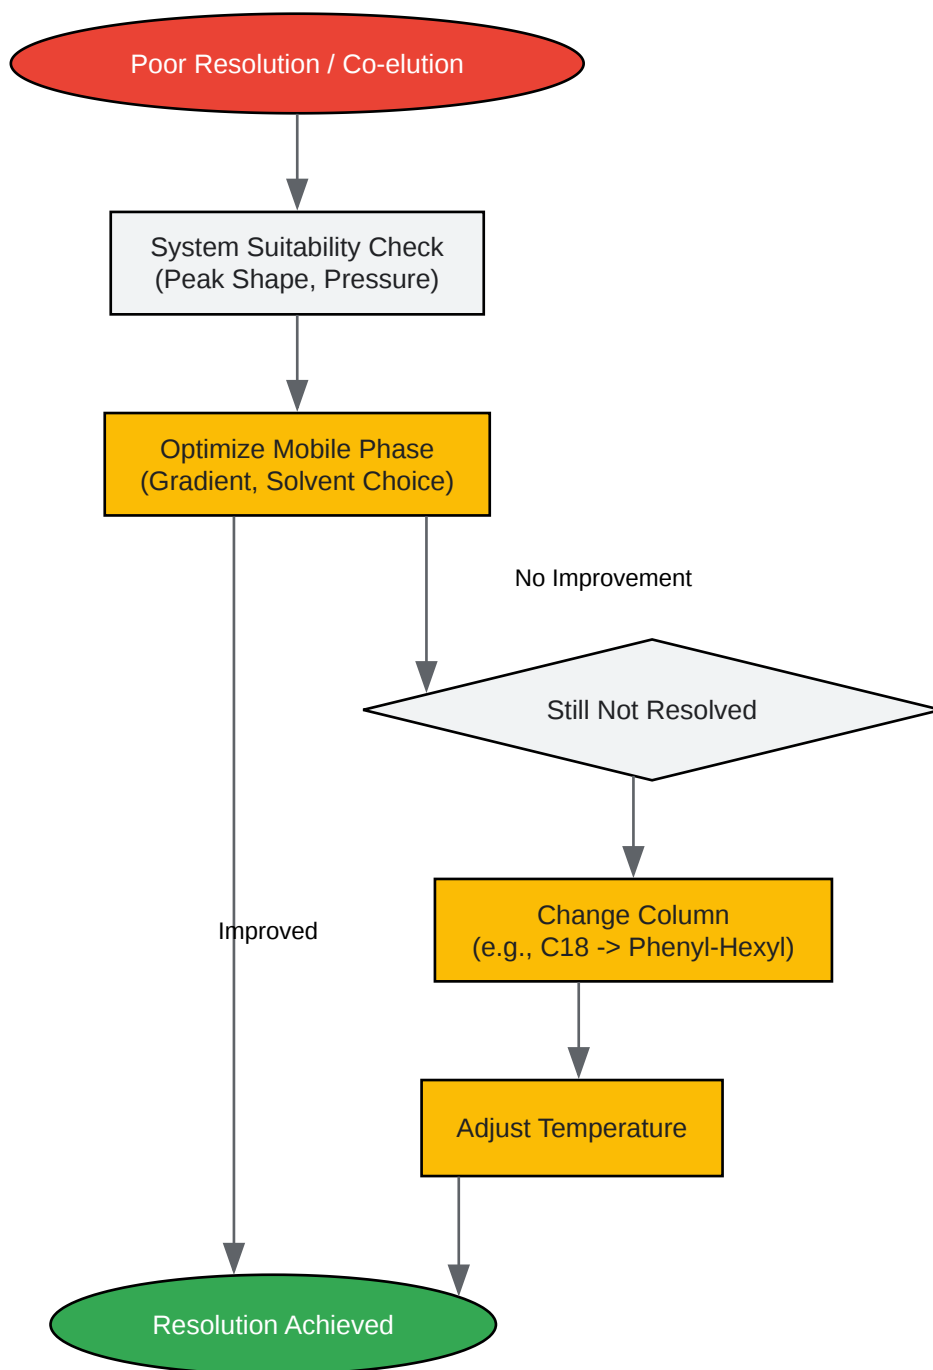 Poor Resolution / Co-elution
System Suitability Check
(Peak Shape, Pressure)
Optimize Mobile Phase
(Gradient, Solvent Choice)
No Improvement
Still Not Resolved
Change Column
(e.g., C18 -> Phenyl-Hexyl)
Improved
Adjust Temperature
Resolution Achieved